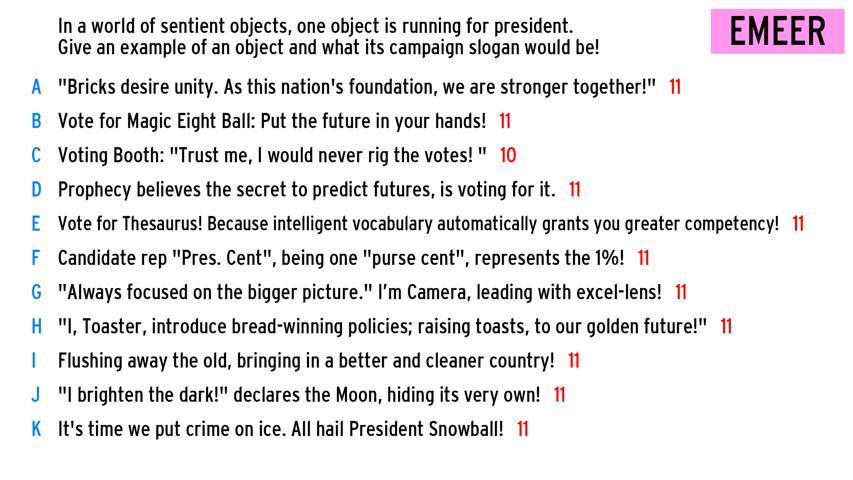 In a world of sentient objects, one object is running for president.
Give an example of an object and what its campaign slogan would be!
EMEER
A "Bricks desire unity. As this nation's foundation, we are stronger together!" 11
B Vote for Magic Eight Ball: Put the future in your hands! 11
C Voting Booth: "Trust me, I would never rig the votes! " 10
D Prophecy believes the secret to predict futures, is voting for it. 11
E Vote for Thesaurus! Because intelligent vocabulary automatically grants you greater competency! 11
F Candidate rep "Pres. Cent", being one "purse cent", represents the 1%! 11
G "Always focused on the bigger picture." I'm Camera, leading with excel-lens! 11
H "I, Toaster, introduce bread-winning policies; raising toasts, to our golden future!" 11
I Flushing away the old, bringing in a better and cleaner country! 11
J "I brighten the dark!" declares the Moon, hiding its very own! 11
K It's time we put crime on ice. All hail President Snowball! 11